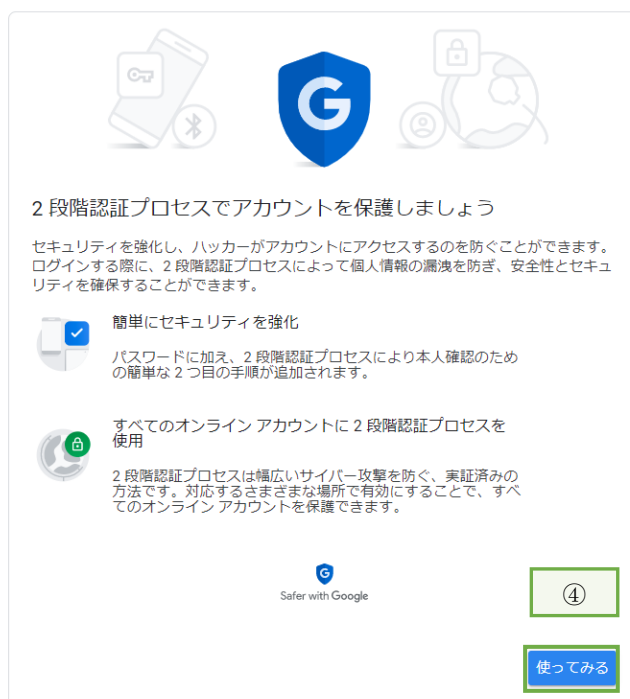 G
2 段階認証プロセスでアカウントを保護しましょう
セキュリティを強化し、ハッカーがアカウントにアクセスするのを防ぐことができます。
ログインする際に、2 段階認証プロセスによって個人情報の漏洩を防ぎ、安全性とセキュ
リティを確保することができます。
簡単にセキュリティを強化
パスワードに加え、2 段階認証プロセスにより本人確認のため
の簡単な 2 つ目の手順が追加されます。
すべてのオンライン アカウントに 2 段階認証プロセスを
使用
2 段階認証プロセスは幅広いサイバー攻撃を防ぐ、実証済みの
方法です。対応するさまざまな場所で有効にすることで、すべ
てのオンライン アカウントを保護できます。
G
Safer with Google
④
使ってみる